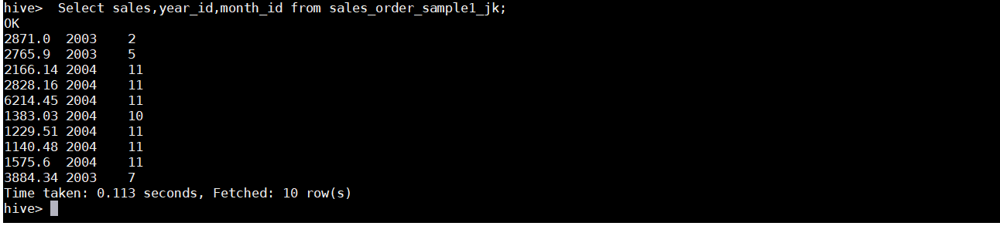 hive>  Select sales,year_id,month_id from sales_order_sample1_jk;
OK
2871.0  2003    2
2765.9  2003    5
2166.14 2004    11
2828.16 2004    11
6214.45 2004    11
1383.03 2004    10
1229.51 2004    11
1140.48 2004    11
1575.6  2004    11
3884.34 2003    7
Time taken: 0.113 seconds, Fetched: 10 row(s)
hive>